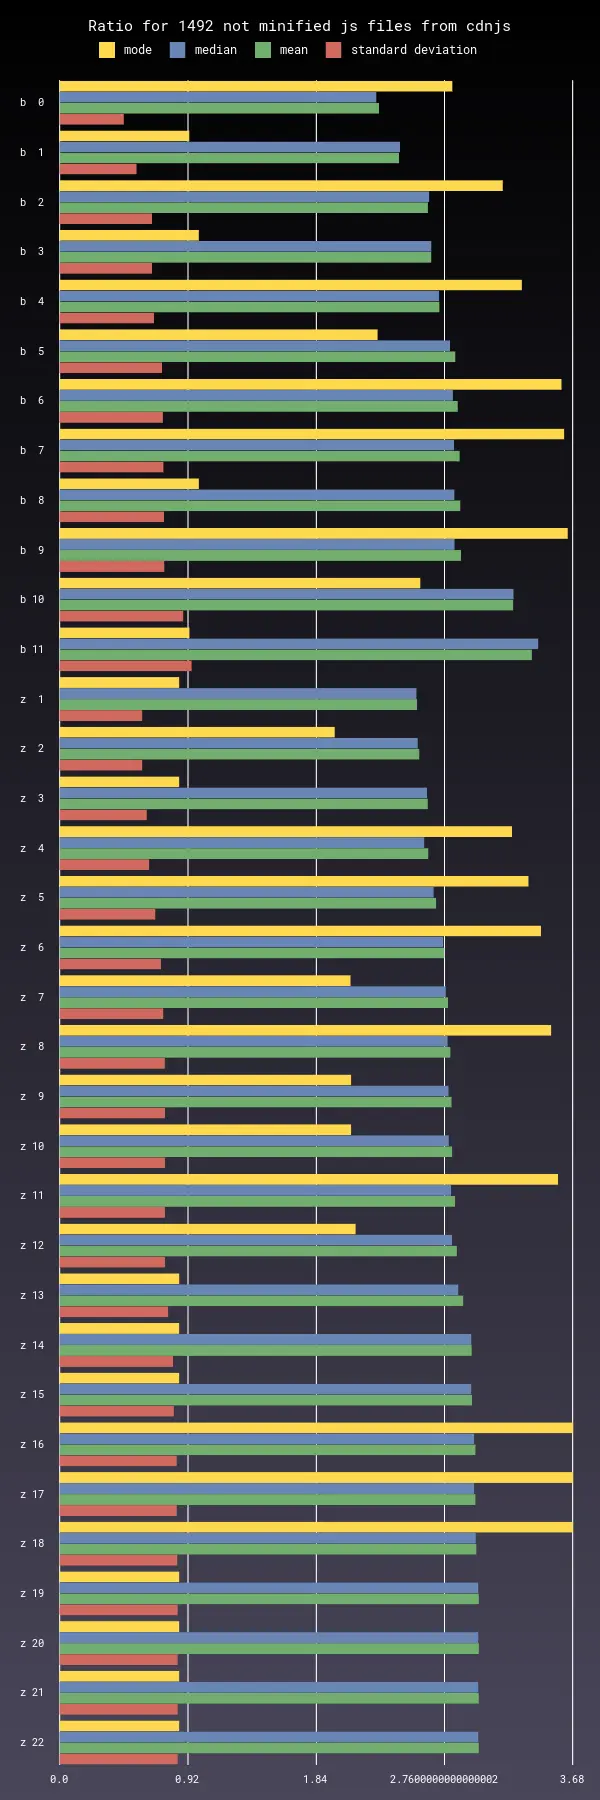 Ratio for 1492 not minified js files from cdnjs
mode median mean standard deviation
b 0
b 1
b 2
b 3
b 4
b 5
b 6
b 7
b 8
b 9
b 10
b 11
z 1
z 2
z 3
z 4
z 5
z 6
z 7
z 8
z 9
z 10
z 11
z 12
z 13
z 14
z 15
z 16
z 17
z 18
z 19
z 20
z 21
z 22
0.0 0.92 1.84 2.7600000000000002 3.68